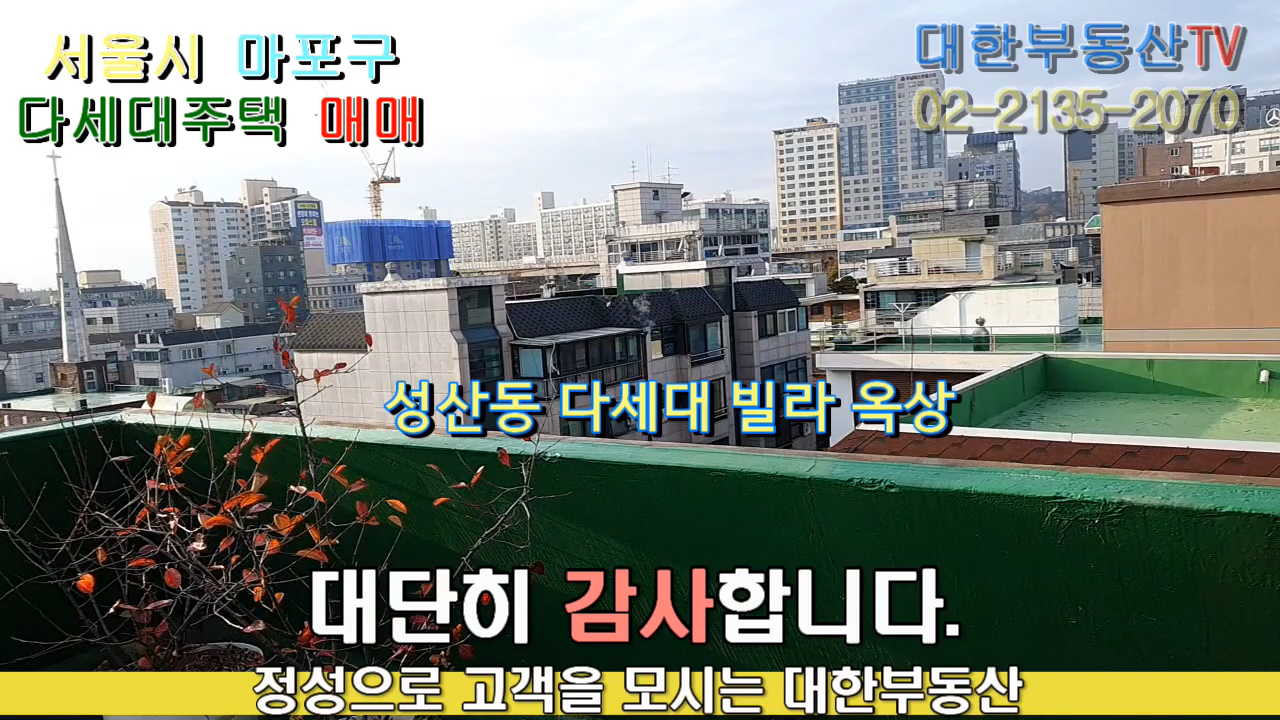 서울시 마포구
다세대주택 매매
대한부동산TV
02-2135-2070
성산동 다세대 빌라 옥상
대단히 감사합니다.
정성으로 고객을 모시는 대한부동산